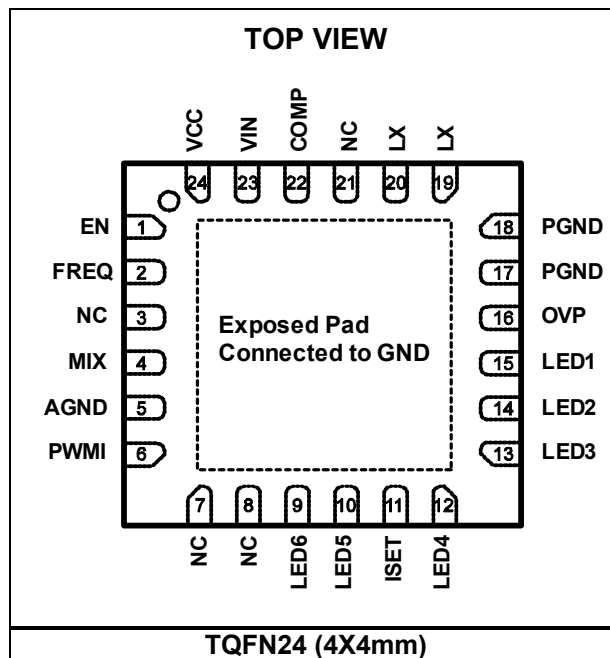 TOP VIEW
VCC VIN COMP NC LX LX
24 23 22 21 20 19
EN 1 18 PGND
FREQ 2 17 PGND
NC 3 16 OVP
Exposed Pad
Connected to GND
MIX 4 15 LED1
AGND 5 14 LED2
PWMI 6 13 LED3
7 8 9 10 11 12
NC NC LED6 LED5 ISET LED4
TQFN24 (4X4mm)